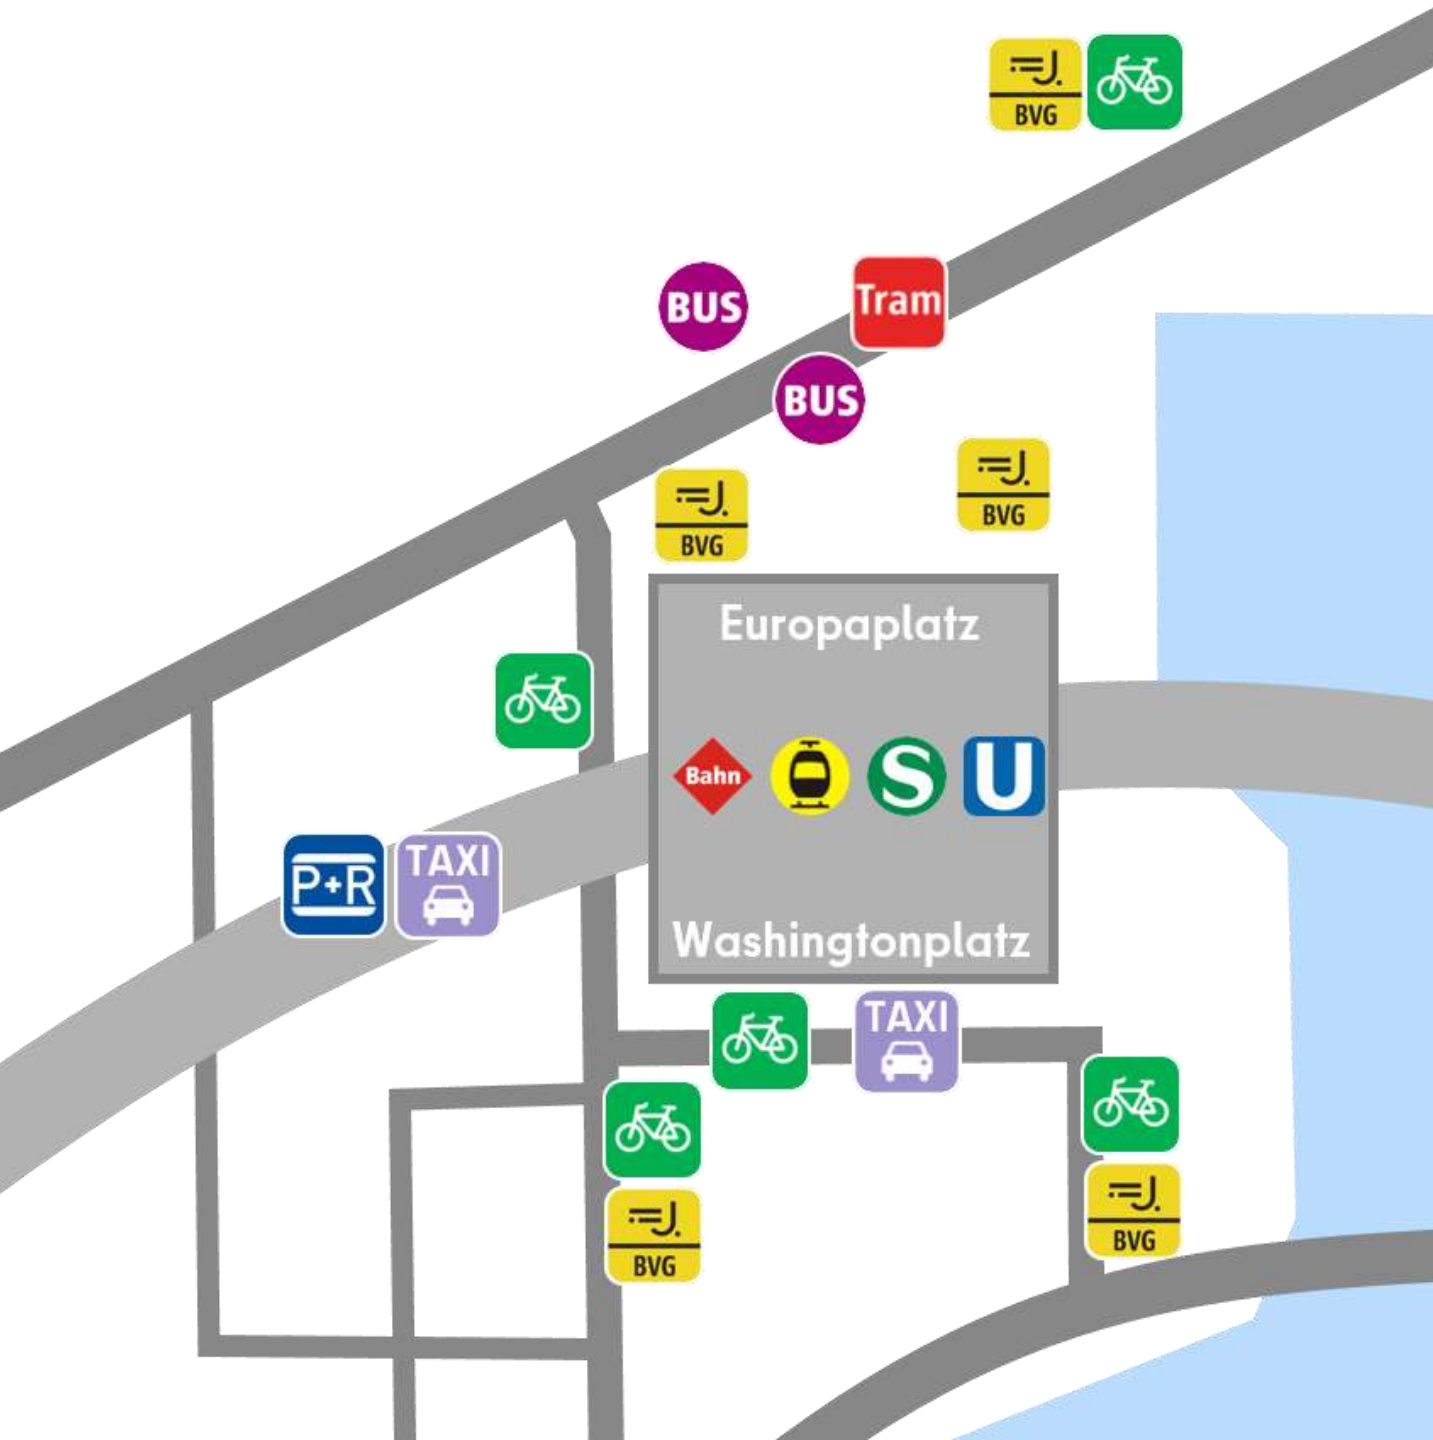 BVG
BUS
Tram
BUS
BVG
BVG
Europaplatz
Bahn
S
U
P+R
TAXI
Washingtonplatz
TAXI
BVG
BVG